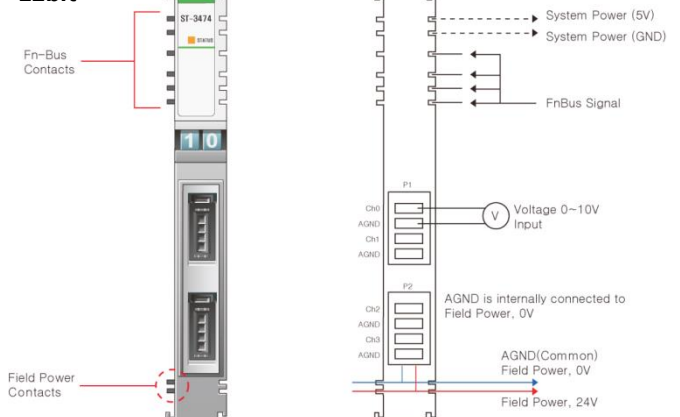 12bit
ST-3474
STATUS
Fn-Bus
Contacts
10
Field Power
Contacts
System Power (5V)
System Power (GND)
FnBus Signal
P1
Ch0
AGND
Ch1
AGND
V
Voltage 0~10V
Input
P2
Ch2
AGND
Ch3
AGND
AGND is internally connected to
Field Power, 0V
AGND(Common)
Field Power, 0V
Field Power, 24V